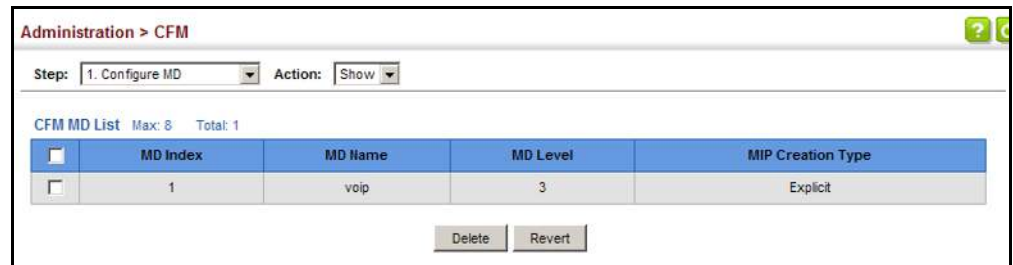 Administration > CFM
?
Step: 1. Configure MD Action: Show
CFM MD List Max: 8 Total: 1
MD Index MD Name MD Level MIP Creation Type
1 voip 3 Explicit
Delete Revert